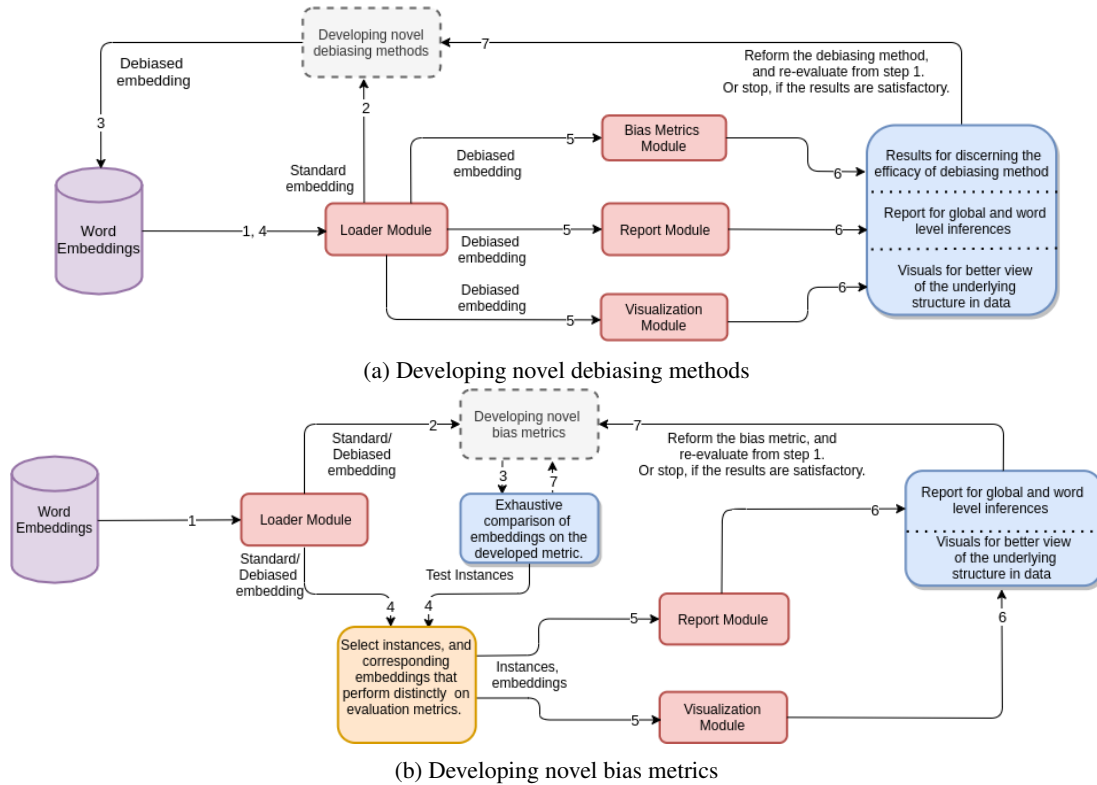 Developing novel
debiasing methods
7
Debiased
embedding
Reform the debiasing method,
and re-evaluate from step 1.
Or stop, if the results are satisfactory.
3
2
Standard
embedding
5
Debiased
embedding
Bias Metrics
Module
6
Results for discerning the
efficacy of debiasing method
Word
Embeddings
1, 4
Loader Module
Debiased
embedding
5
Report Module
6
Report for global and word
level inferences
Debiased
embedding
5
Visualization
Module
6
Visuals for better view
of the underlying
structure in data
(a) Developing novel debiasing methods
Developing novel
bias metrics
2
7
Standard/
Debiased
embedding
Reform the bias metric, and
re-evaluate from step 1.
Or stop, if the results are satisfactory.
3
7
Word
Embeddings
1
Loader Module
Exhaustive
comparison of
embeddings on the
developed metric.
6
Report for global and word
level inferences
Visuals for better view
of the underlying
structure in data
Standard/
Debiased
embedding
Test Instances
4
4
Select instances, and
corresponding
embeddings that
perform distinctly on
evaluation metrics.
Instances,
embeddings
5
Report Module
6
5
Visualization
Module
(b) Developing novel bias metrics